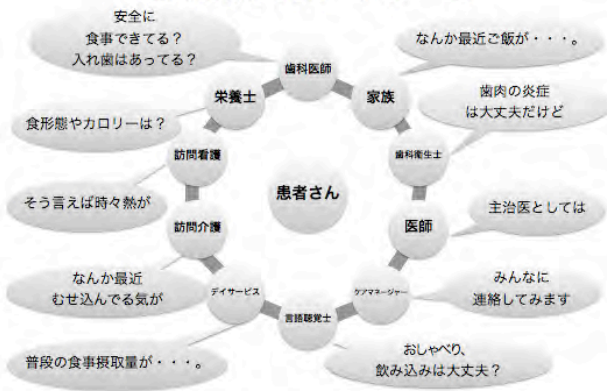 安全に
食事できてる？
入れ歯はあってる？
歯科医師
なんか最近ご飯が・・・。
栄養士
家族
食形態やカロリーは？
歯肉の炎症
は大丈夫だけど
訪問看護
歯科衛生士
患者さん
そう言えば時々熱が
主治医としては
訪問介護
医師
なんか最近
むせ込んでる気が
デイサービス
ケアマネージャー
みんなに
連絡してみます
言語聴覚士
普段の食事摂取量が・・・。
おしゃべり、
飲み込みは大丈夫？